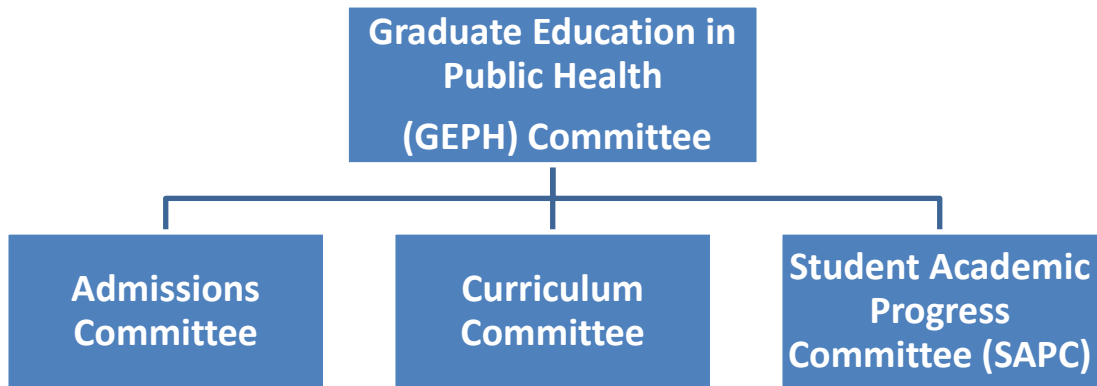 Graduate Education in
Public Health
(GEPH) Committee
Admissions
Committee
Curriculum
Committee
Student Academic
Progress
Committee (SAPC)